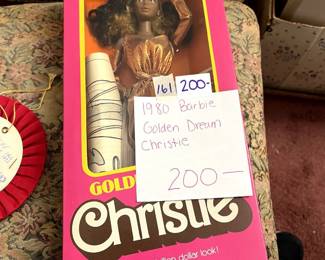 161 200-
1980 Barbie
Golden Dream
Christie
200-
GOLD
Christie
dollar look!